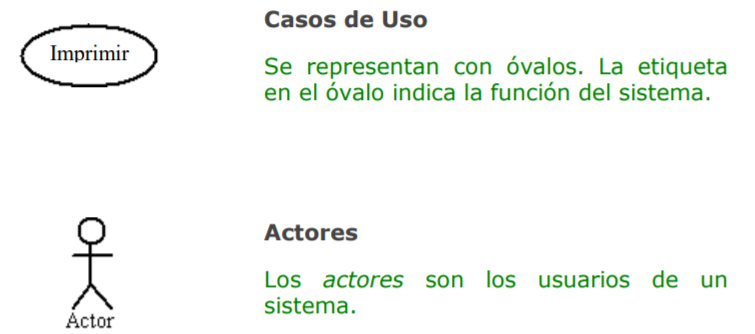 Casos de Uso
Imprimir
Se representan con óvalos. La etiqueta
en el óvalo indica la función del sistema.
Actores
Los actores son los usuarios de un
sistema.
Actor